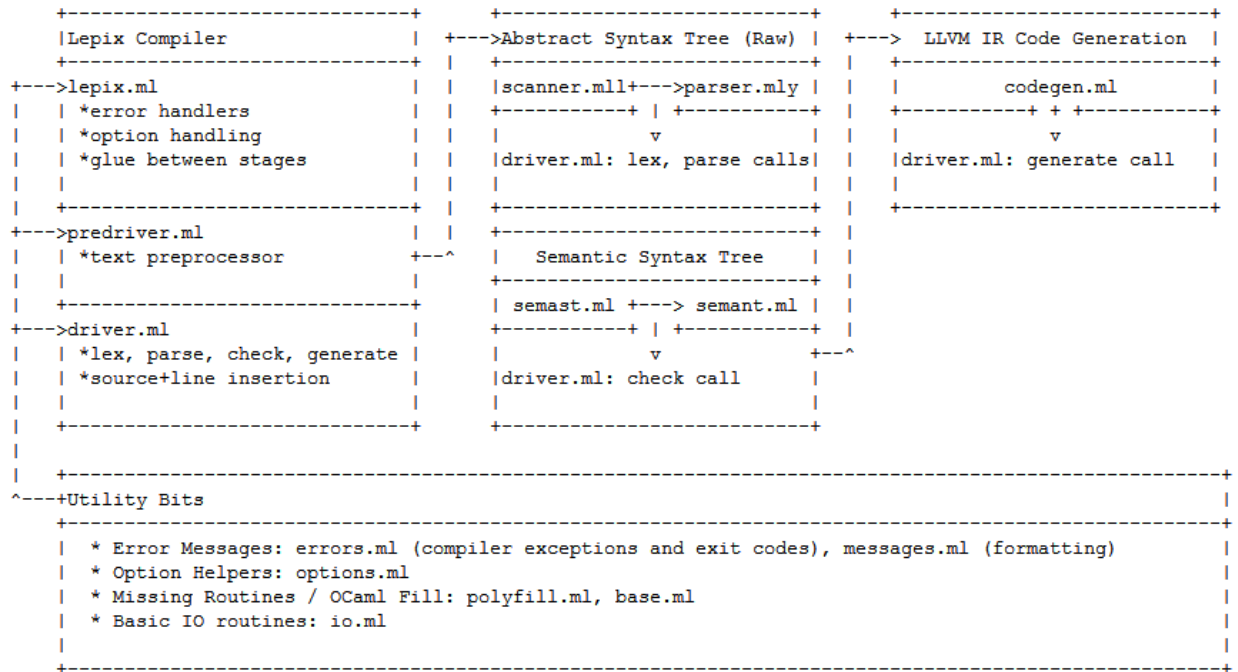 Lepix Compiler
lepix.ml
*error handlers
*option handling
*glue between stages
predriver.ml
*text preprocessor
driver.ml
*lex, parse, check, generate
*source+line insertion
Abstract Syntax Tree (Raw)
scanner.mll+--->parser.mly
v
driver.ml: lex, parse calls
Semantic Syntax Tree
semast.ml +---> semant.ml
v
driver.ml: check call
LLVM IR Code Generation
codegen.ml
v
driver.ml: generate call
Utility Bits
* Error Messages: errors.ml (compiler exceptions and exit codes), messages.ml (formatting)
* Option Helpers: options.ml
* Missing Routines / OCaml Fill: polyfill.ml, base.ml
* Basic IO routines: io.ml